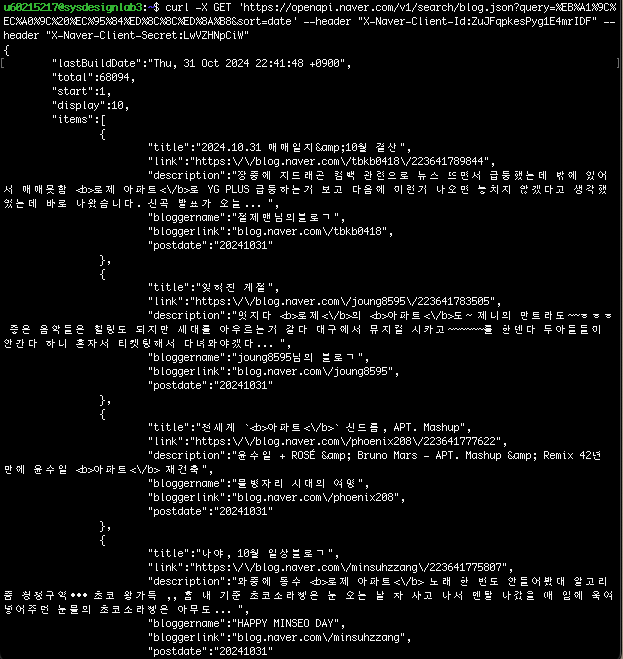 u60215217@sysdesignlab3:~$ curl -X GET 'https://openapi.naver.com/v1/search/blog.json?query=%EB%A1%9C%
EC%A0%9C%20%EC%95%84%ED%8C%8C%ED%8A%B8&sort=date' --header "X-Naver-Client-Id:ZuJFqpkesPyg1E4mrIDF" --
header "X-Naver-Client-Secret:LwVZHNpCiW"
{
"lastBuildDate":"Thu, 31 Oct 2024 22:41:48 +0900",
"total":68094,
"start":1,
"display":10,
"items":[
{
"title":"2024.10.31 매매일지&amp;10월 결산",
"link":"https:\/\/blog.naver.com\/tbkb0418\/223641789844",
"description":"장중에 지드래곤 컴백 관련으로 뉴스 뜨면서 급등했는데 밖에 있어
서 매매못함 <b>로제 아파트<\/b>로 YG PLUS 급등하는거 보고 다음에 이런거 나오면 놓치지 않겠다고 생각했
었는데 바로 나왔습니다. 신곡 발표가 오늘... ",
"bloggername":"절제맨님의블로그",
"bloggerlink":"blog.naver.com\/tbkb0418",
"postdate":"20241031"
},
{
"title":"잊혀진 계절",
"link":"https:\/\/blog.naver.com\/joung8595\/223641783505",
"description":"멋지다 <b>로제<\/b>의 <b>아파트<\/b>도~ 제니의 만트라도~~ㅎㅎㅎ
좋은 음악들은 힐링도 되지만 세대를 아우르는거 같다 대구에서 뮤지컬 시카고~~~~~~를 한댄다 두아들들이
안간다 하니 혼자서 티켓팅해서 다녀와야겠다... ",
"bloggername":"joung8595님의 블로그",
"bloggerlink":"blog.naver.com\/joung8595",
"postdate":"20241031"
},
{
"title":"전세계 `<b>아파트<\/b>` 신드롬, APT. Mashup",
"link":"https:\/\/blog.naver.com\/phoenix208\/223641777622",
"description":"윤수일 + ROSÉ &amp; Bruno Mars - APT. Mashup &amp; Remix 42년
만에 윤수일 <b>아파트<\/b> 재건축",
"bloggername":"물병자리 시대의 여명",
"bloggerlink":"blog.naver.com\/phoenix208",
"postdate":"20241031"
},
{
"title":"나야, 10월 일상블로그",
"link":"https:\/\/blog.naver.com\/minsuhzzang\/223641775807",
"description":"와중에 동수 <b>로제 아파트<\/b> 노래 한 번도 안들어봤대 알고리
즘 청정구역••• 초코 왕가득 ,, 흠 내 기준 초코소라빵은 눈 오는 날 자 사고 나서 멘탈 나갔을 때 입에 욱여
넣어주던 눈물의 초코소라빵은 아무도... ",
"bloggername":"HAPPY MINSEO DAY",
"bloggerlink":"blog.naver.com\/minsuhzzang",
"postdate":"20241031"